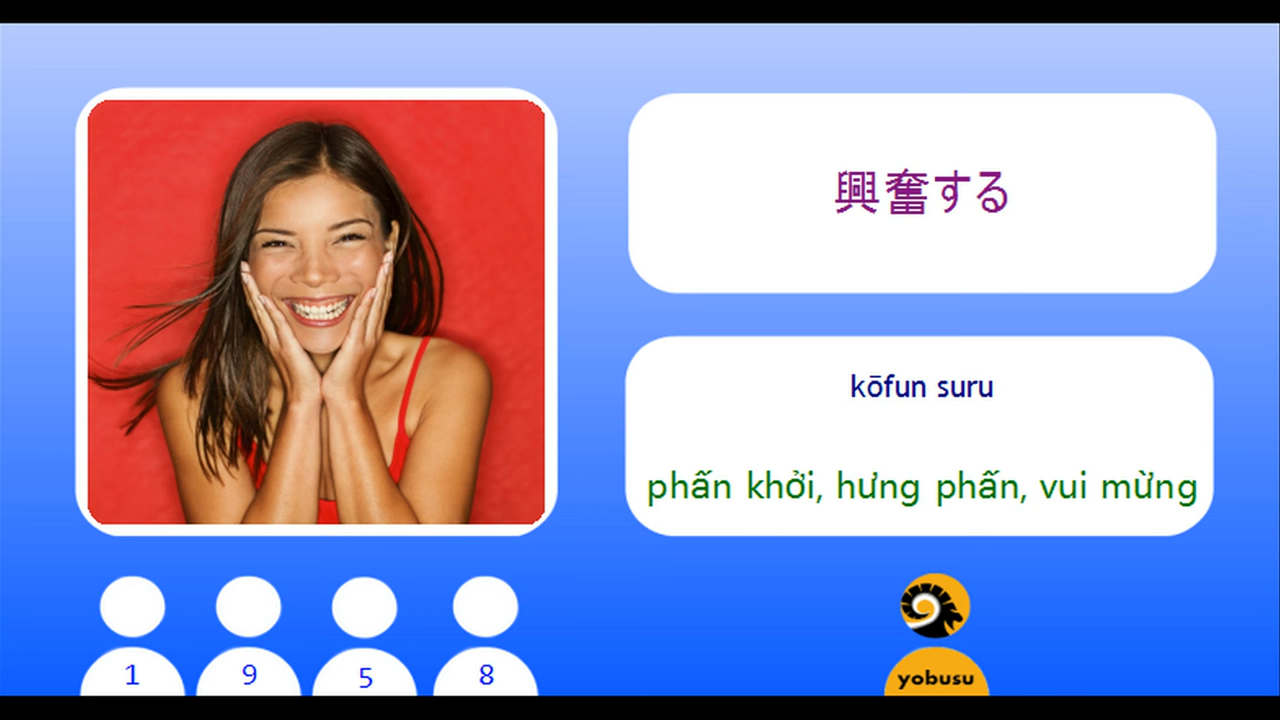 興奮する
kōfun suru
phấn khởi, hưng phấn, vui mừng
1 9 5 8
yobusu